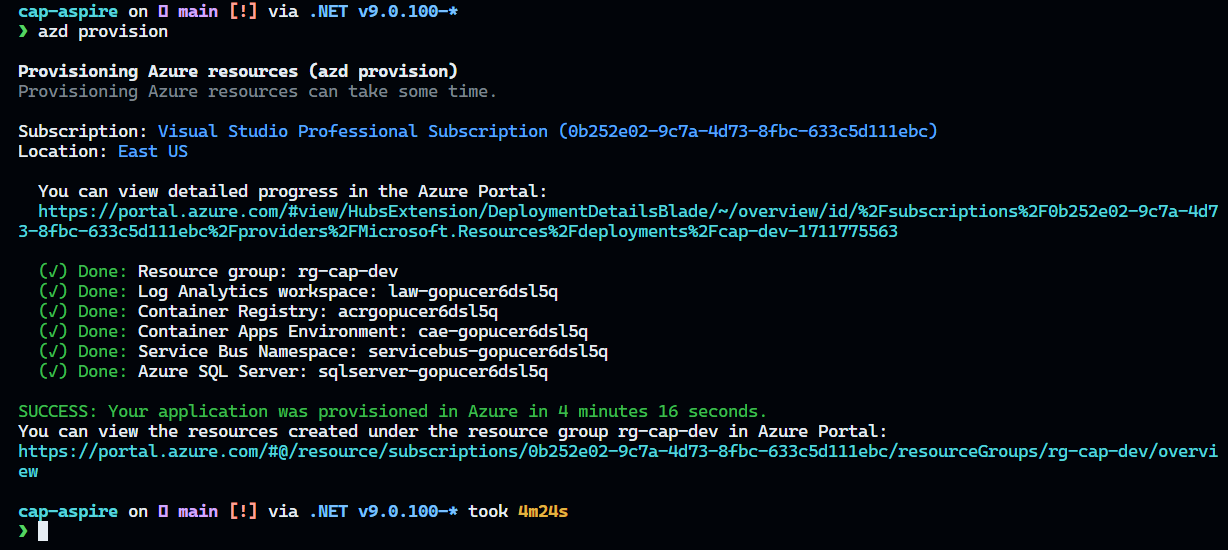 cap-aspire on main [!] via .NET v9.0.100-*
❯ azd provision
Provisioning Azure resources (azd provision)
Provisioning Azure resources can take some time.
Subscription: Visual Studio Professional Subscription (0b252e02-9c7a-4d73-8fbc-633c5d111ebc)
Location: East US
You can view detailed progress in the Azure Portal:
https://portal.azure.com/#view/HubsExtension/DeploymentDetailsBlade/~/overview/id/%2Fsubscriptions%2F0b252e02-9c7a-4d7
3-8fbc-633c5d111ebc%2Fproviders%2FMicrosoft.Resources%2Fdeployments%2Fcap-dev-1711775563
(✓) Done: Resource group: rg-cap-dev
(✓) Done: Log Analytics workspace: law-gopucer6dsl5q
(✓) Done: Container Registry: acrgopucer6dsl5q
(✓) Done: Container Apps Environment: cae-gopucer6dsl5q
(✓) Done: Service Bus Namespace: servicebus-gopucer6dsl5q
(✓) Done: Azure SQL Server: sqlserver-gopucer6dsl5q
SUCCESS: Your application was provisioned in Azure in 4 minutes 16 seconds.
You can view the resources created under the resource group rg-cap-dev in Azure Portal:
https://portal.azure.com/#@/resource/subscriptions/0b252e02-9c7a-4d73-8fbc-633c5d111ebc/resourceGroups/rg-cap-dev/overvi
ew
cap-aspire on main [!] via .NET v9.0.100-* took 4m24s
❯